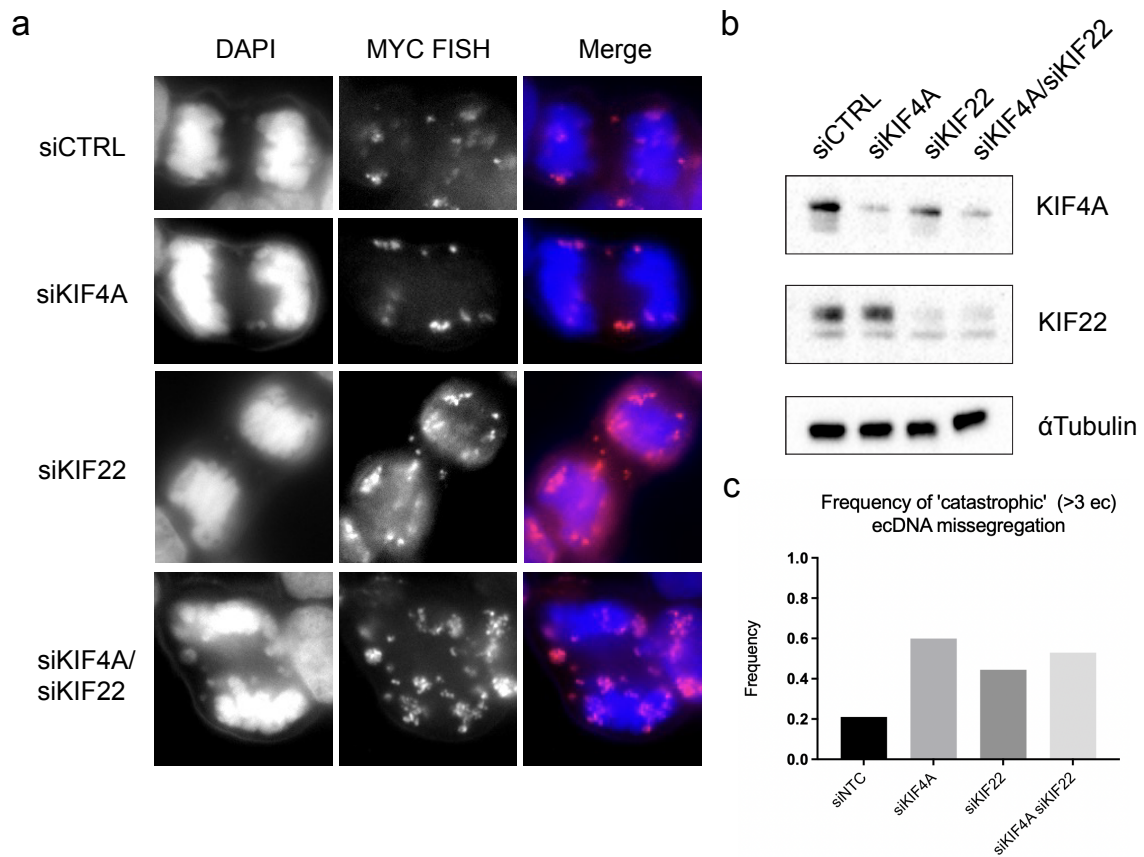 a
DAPI
MYC FISH
Merge
siCTRL
siKIF4A
siKIF22
siKIF4A/
siKIF22
b
siCTRL
siKIF4A
siKIF22
siKIF4A/siKIF22
KIF4A
KIF22
άTubulin
c
Frequency of 'catastrophic' (>3 ec)
ecDNA missegregation
Frequency
1.0
0.8
0.6
0.4
0.2
0.0
siNTC
siKIF4A
siKIF22
siKIF4A siKIF22